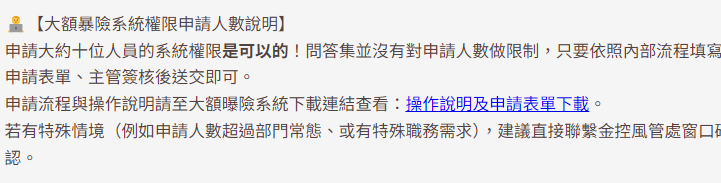 👨‍💼【大額暴險系統權限申請人數說明】
申請大約十位人員的系統權限是可以的！問答集並沒有對申請人數做限制，只要依照內部流程填寫
申請表單、主管簽核後送交即可。
申請流程與操作說明請至大額曝險系統下載連結查看：操作說明及申請表單下載。
若有特殊情境（例如申請人數超過部門常態、或有特殊職務需求），建議直接聯繫金控風管處窗口確
認。